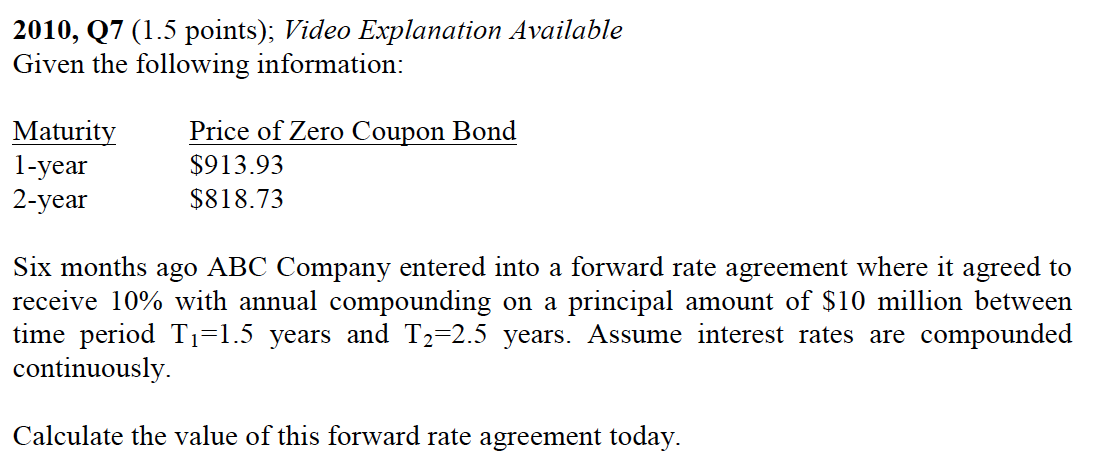 2010, Q7 (1.5 points); Video Explanation Available
Given the following information:
Maturity Price of Zero Coupon Bond
1-year $913.93
2-year $818.73
Six months ago ABC Company entered into a forward rate agreement where it agreed to
receive 10% with annual compounding on a principal amount of $10 million between
time period T₁=1.5 years and T₂=2.5 years. Assume interest rates are compounded
continuously.
Calculate the value of this forward rate agreement today.